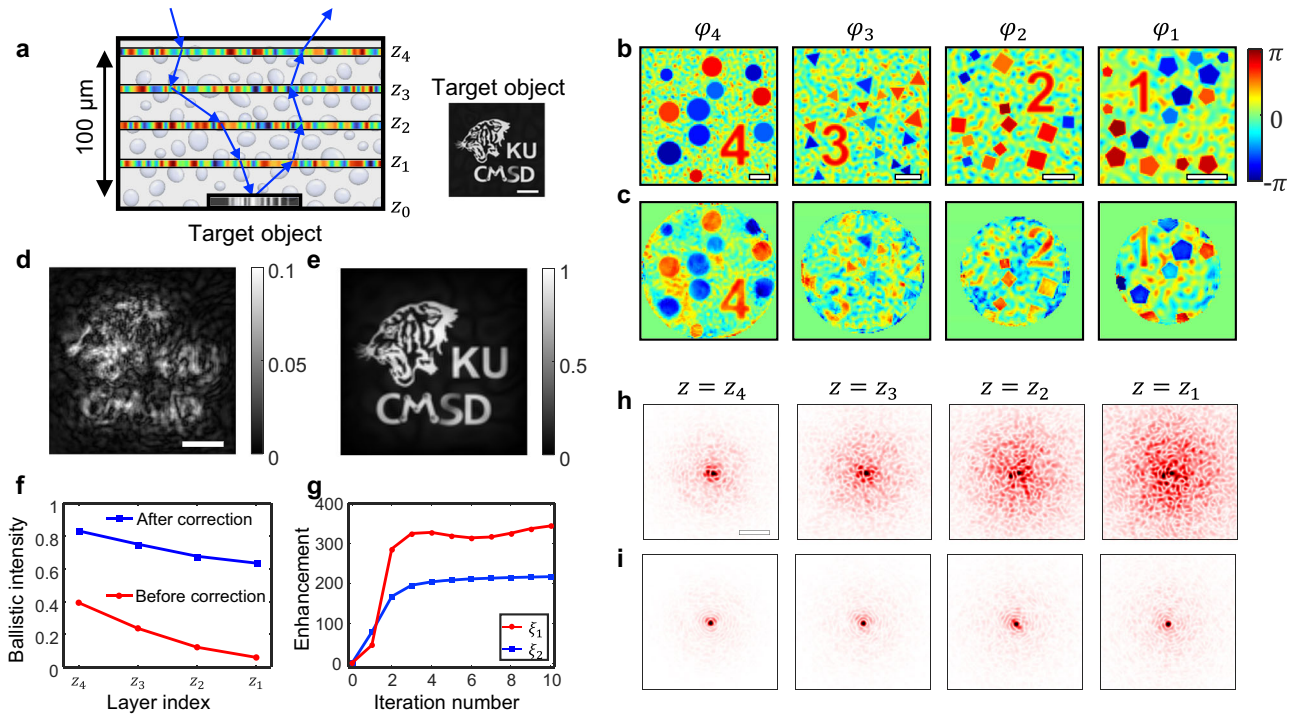 a
100 μm
z₄
z₃
z₂
z₁
z₀
Target object
Target object
KU
CMSD
b
φ₄
φ₃
φ₂
φ₁
4
3
2
1
π
0
-π
c
4
3
2
1
d
0.1
0.05
0
e
KU
CMSD
1
0.5
0
f
Ballistic intensity
1
0.8
0.6
0.4
0.2
0
After correction
Before correction
z₄ z₃ z₂ z₁
Layer index
g
Enhancement
400
300
200
100
0
ξ₁
ξ₂
0 2 4 6 8 10
Iteration number
h
z = z₄
z = z₃
z = z₂
z = z₁
i